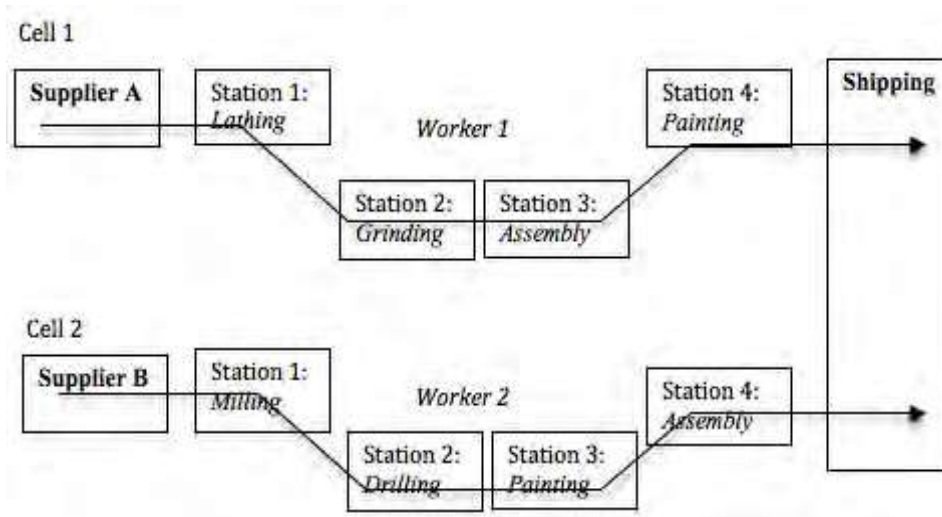 Cell 1
Supplier A
Station 1:
Lathing
Worker 1
Station 4:
Painting
Shipping
Station 2:
Grinding
Station 3:
Assembly
Cell 2
Supplier B
Station 1:
Milling
Worker 2
Station 4:
Assembly
Station 2:
Drilling
Station 3:
Painting